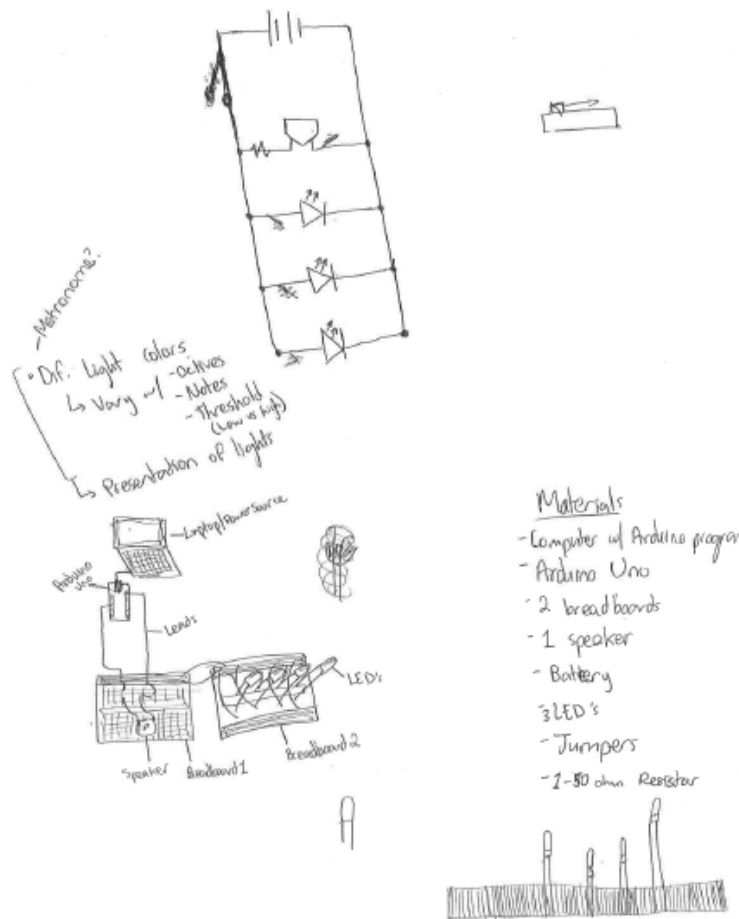 - Metronome?
• Dif. Light colors
↳ Vary w/ - octives
- Notes
- Threshold
(Low vs high)
↳ Presentation of lights
Laptop/Power Source
Arduino Uno
Leads
LED's
Speaker
Breadboard 1
Breadboard 2
Materials
- Computer w/ Arduino program
- Arduino Uno
- 2 breadboards
- 1 speaker
- Battery
- 3 LED's
- Jumpers
- 1-50 ohm Resistor